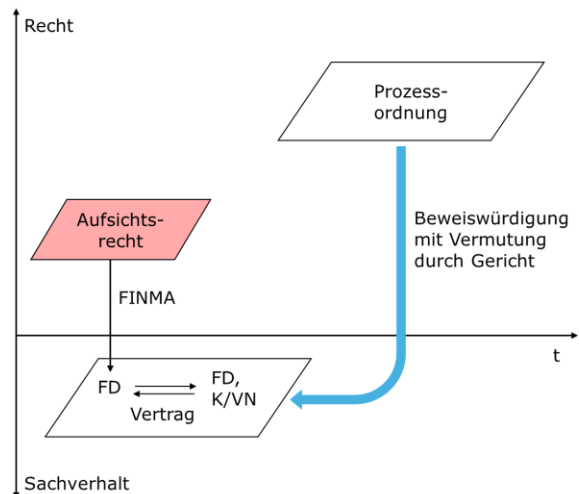 Recht
Prozess-
ordnung
Aufsichts-
recht
Beweiswürdigung
mit Vermutung
durch Gericht
FINMA
t
FD
FD,
K/VN
Vertrag
Sachverhalt